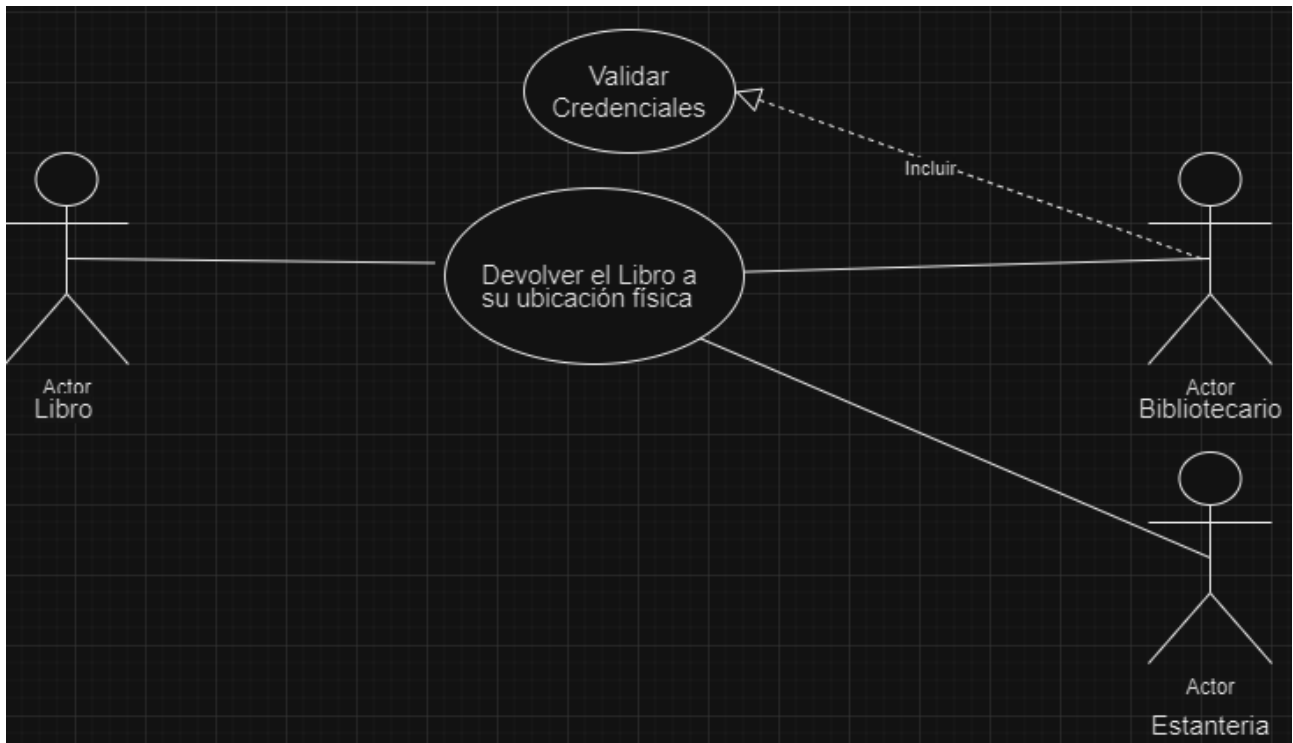 Validar
Credenciales
Incluir
Devolver el Libro a
su ubicación física
Actor
Libro
Actor
Bibliotecario
Actor
Estanteria